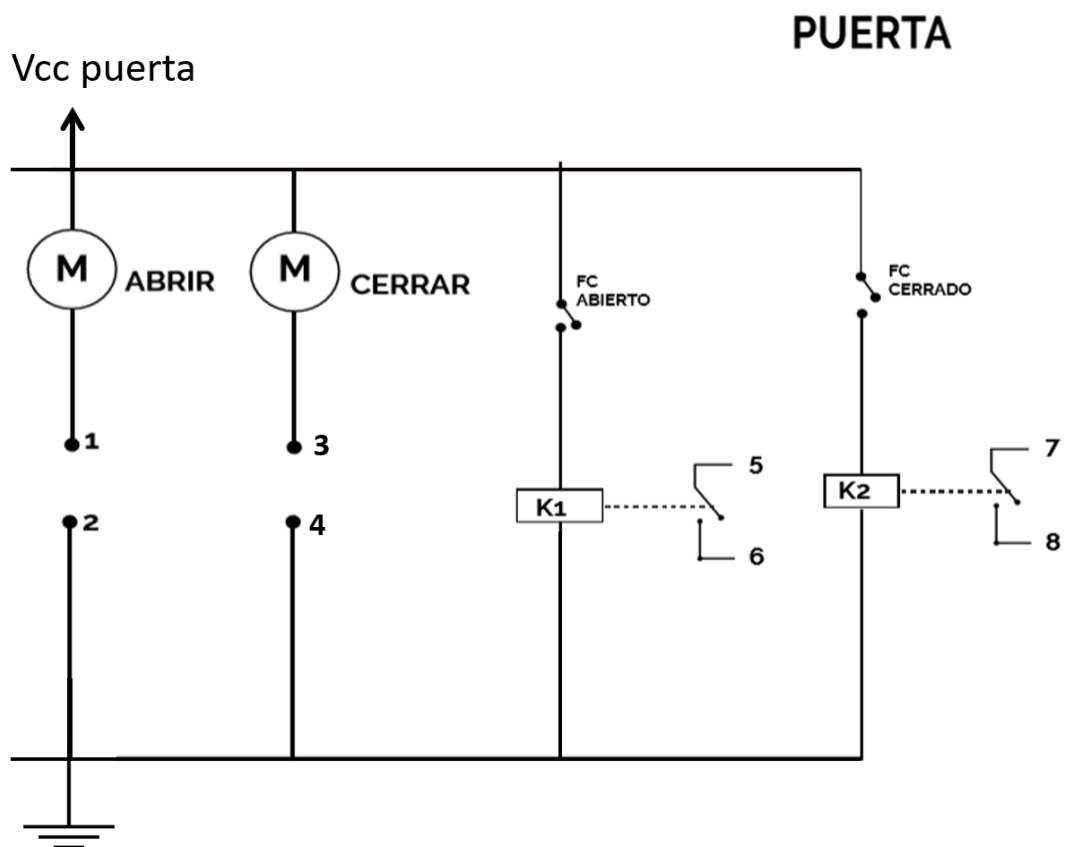 PUERTA
Vcc puerta
M
ABRIR
M
CERRAR
FC
ABIERTO
FC
CERRADO
1
3
2
4
K1
5
6
K2
7
8